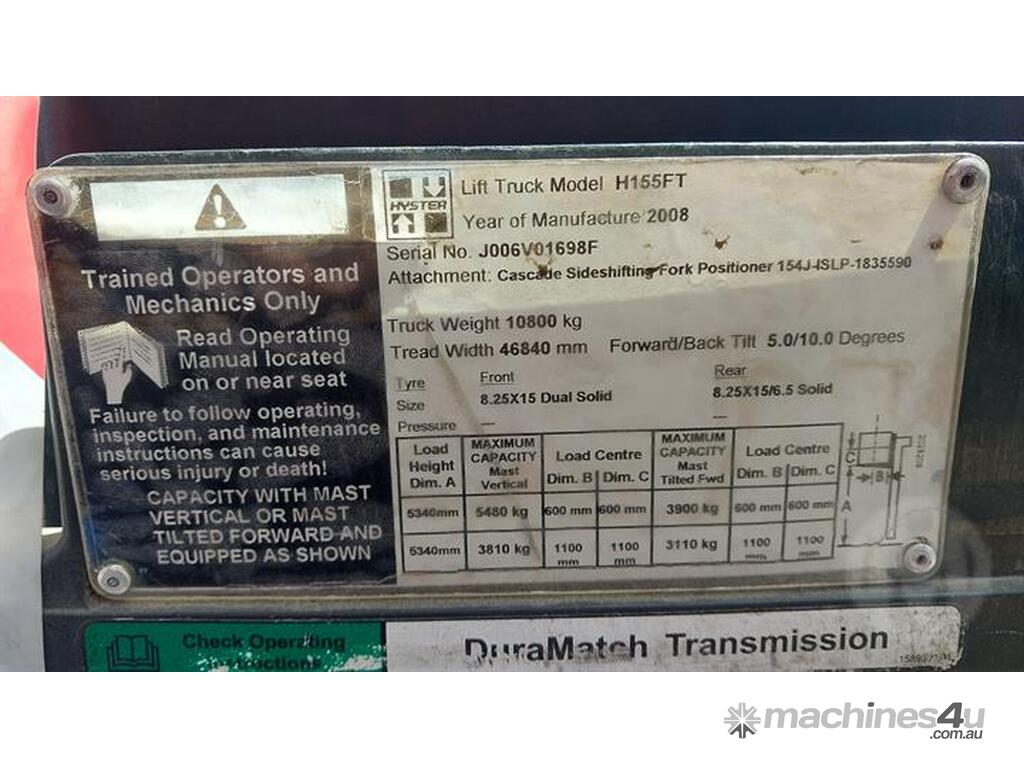 Trained Operators and
Mechanics Only
Read Operating
Manual located
on or near seat
Failure to follow operating,
inspection, and maintenance
instructions can cause
serious injury or death!
CAPACITY WITH MAST
VERTICAL OR MAST
TILTED FORWARD AND
EQUIPPED AS SHOWN
HYSTER
Lift Truck Model H155FT
Year of Manufacture 2008
Serial No. J006V01698F
Attachment: Cascade Sideshifting Fork Positioner
Truck Weight 10800 kg
Tread Width 46840 mm Forward/Back Tilt 5.0/10.0 Degrees
Tyre Front Rear
Size 8.25X15 Dual Solid 8.25X15/6.5 Solid
Pressure --- ---
Load Height Dim. A MAXIMUM CAPACITY Mast Vertical Load Centre Dim. B Dim. C MAXIMUM CAPACITY Mast Tilted Fwd Load Centre Dim. B Dim. C
5340mm 5480 kg 600 mm 600 mm 3900 kg 600 mm 600 mm
5340mm 3810 kg 1100 mm 1100 mm 3110 kg 1100 mm 1100 mm
C
B
A
Check Operating
Instructions
DuraMatch Transmission
machines4u
.com.au